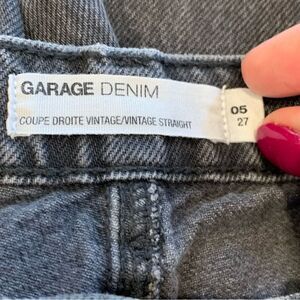 GARAGE DENIM
COUPE DROITE VINTAGE/VINTAGE STRAIGHT
05
27